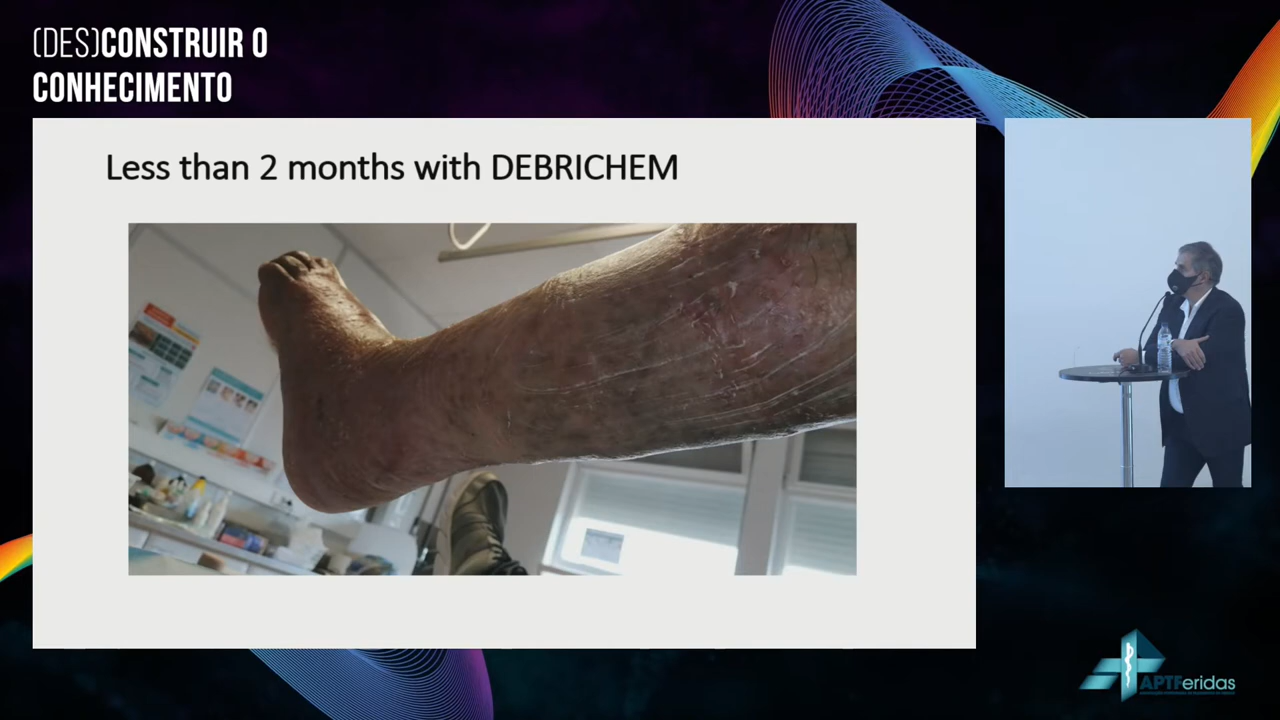 (DES)CONSTRUIR O
CONHECIMENTO
Less than 2 months with DEBRICHEM
APTFeridas